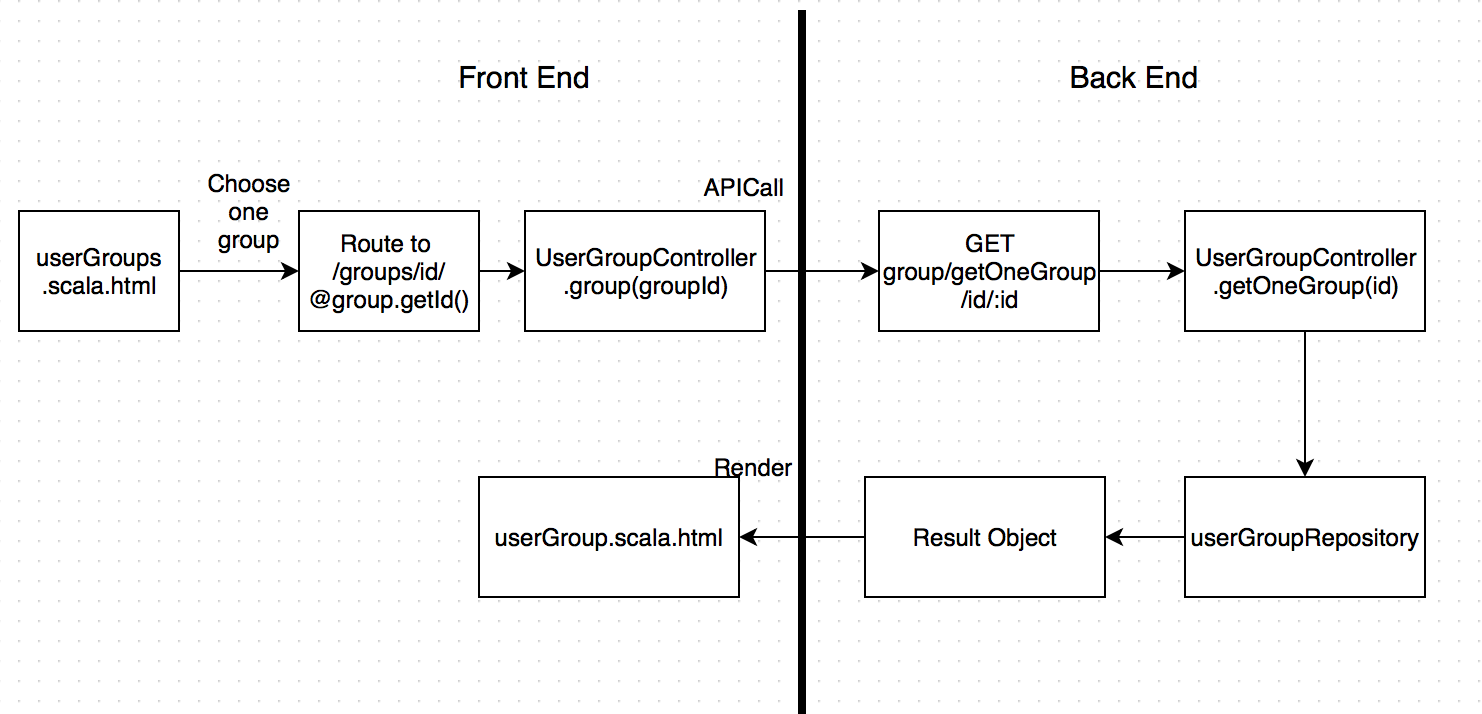 Front End
Back End
Choose
one
group
APICall
userGroups
.scala.html
Route to
/groups/id/
@group.getId()
UserGroupController
.group(groupId)
GET
group/getOneGroup
/id/:id
UserGroupController
.getOneGroup(id)
Render
userGroup.scala.html
Result Object
userGroupRepository